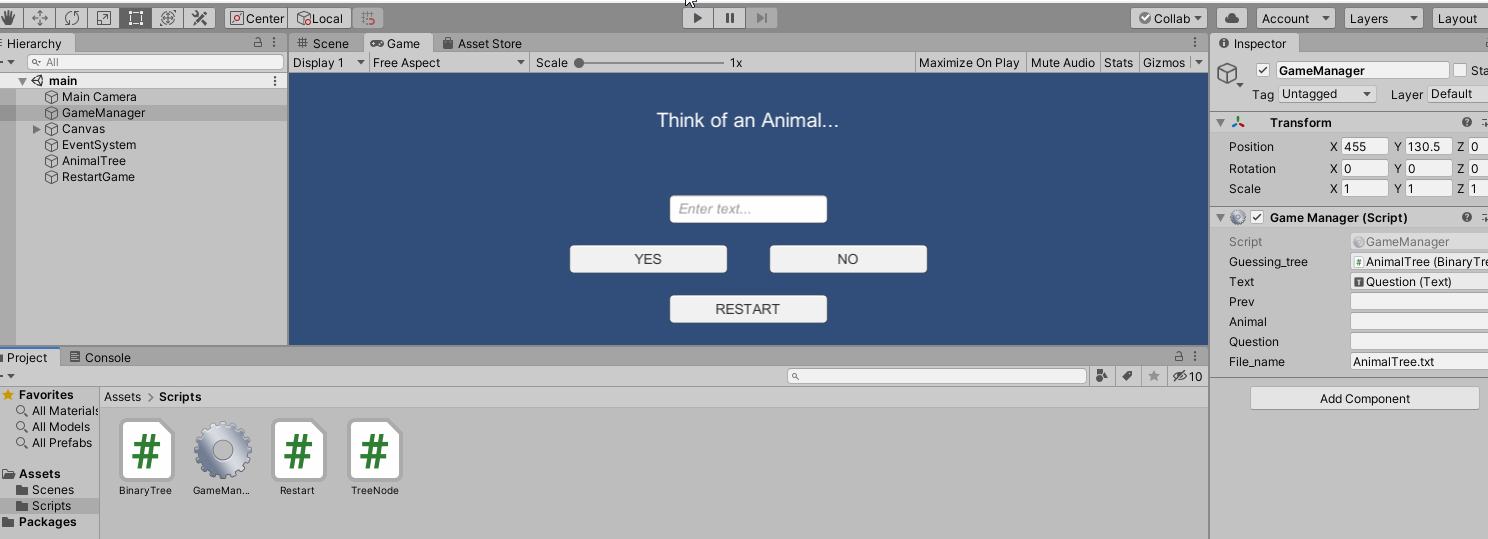 Center Local Collab Account Layers Layout
Hierarchy
All
main
Main Camera
GameManager
Canvas
EventSystem
AnimalTree
RestartGame
Scene Game Asset Store
Display 1 Free Aspect Scale 1x Maximize On Play Mute Audio Stats Gizmos
Think of an Animal...
Enter text...
YES NO
RESTART
Inspector
GameManager Sta
Tag Untagged Layer Default
Transform
Position X 455 Y 130.5 Z 0
Rotation X 0 Y 0 Z 0
Scale X 1 Y 1 Z 1
Game Manager (Script)
Script GameManager
Guessing_tree # AnimalTree (BinaryTre
Text T Question (Text)
Prev
Animal
Question
File_name AnimalTree.txt
Add Component
Project Console
10
Favorites
All Materials
All Models
All Prefabs
Assets
Scenes
Scripts
Packages
Assets > Scripts
# # #
BinaryTree GameMan... Restart TreeNode